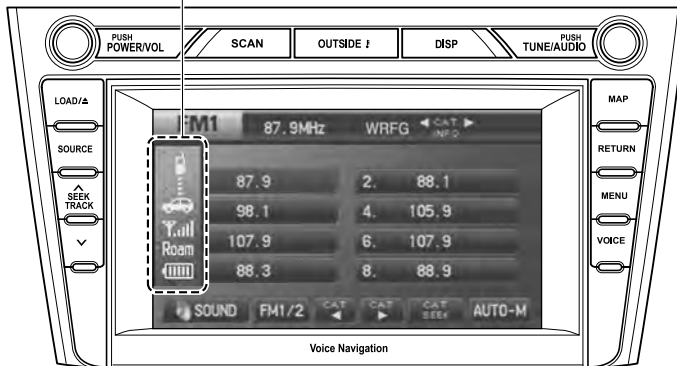 PUSH
POWER/VOL
SCAN
OUTSIDE
DISP
PUSH
TUNE/AUDIO
LOAD/≜
SOURCE
SEEK
TRACK
MAP
RETURN
MENU
VOICE
FM1 87.9MHz WRFG ◀ CAT ▶
INFO
87.9 2. 88.1
98.1 4. 105.9
107.9 6. 107.9
88.3 8. 88.9
Roam
SOUND FM1/2 CAT ◀ CAT ▶ CAT SEEK AUTO-M
Voice Navigation